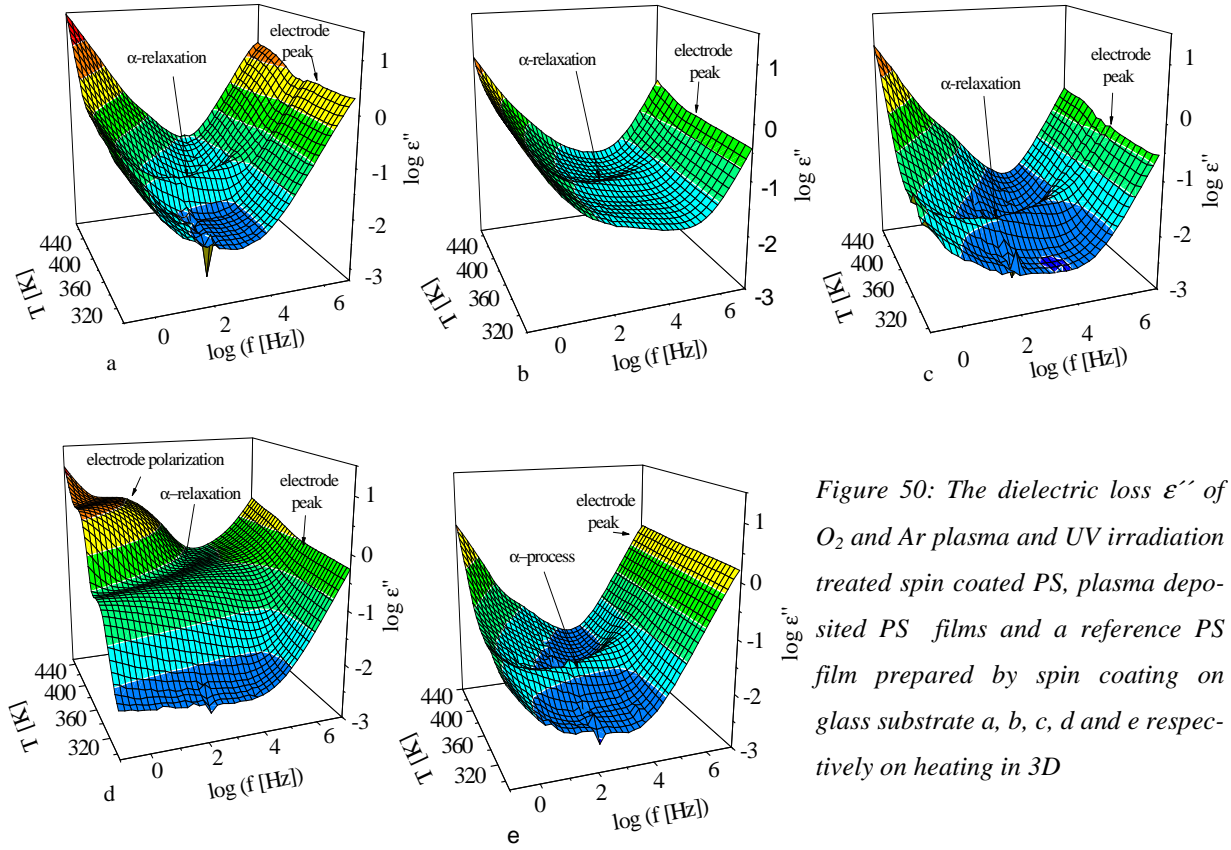 electrode
peak
α-relaxation
1
0
-1
-2
-3
log ε"
440
400
360
320
T [K]
0
2
4
6
log (f [Hz])
a
α-relaxation
electrode
peak
1
0
-1
-2
-3
log ε"
440
400
360
320
T [K]
0
2
4
6
log (f [Hz])
b
electrode
peak
α-relaxation
1
0
-1
-2
-3
log ε"
440
400
360
320
T [K]
0
2
4
6
log (f [Hz])
c
electrode polarization
α–relaxation
electrode
peak
1
0
-1
-2
-3
log ε"
440
400
360
320
T [K]
0
2
4
6
log (f [Hz])
d
electrode
peak
α–process
1
0
-1
-2
-3
log ε"
440
400
360
320
T [K]
0
2
4
6
log (f [Hz])
e
Figure 50: The dielectric loss ε´´ of
O₂ and Ar plasma and UV irradiation
treated spin coated PS, plasma depo-
sited PS films and a reference PS
film prepared by spin coating on
glass substrate a, b, c, d and e respec-
tively on heating in 3D